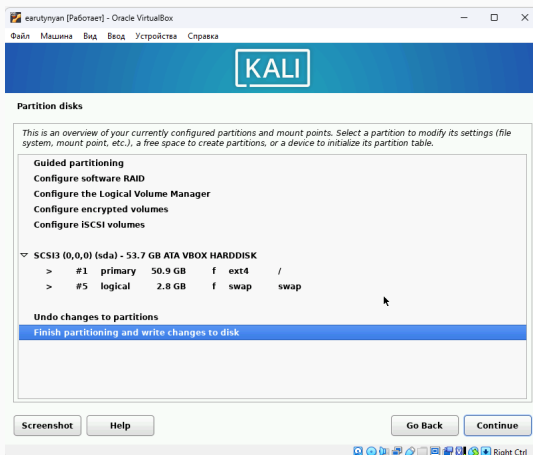 earutynyan [Работает] - Oracle VirtualBox
Файл Машина Вид Ввод Устройства Справка
KALI
Partition disks
This is an overview of your currently configured partitions and mount points. Select a partition to modify its settings (file
system, mount point, etc.), a free space to create partitions, or a device to initialize its partition table.
Guided partitioning
Configure software RAID
Configure the Logical Volume Manager
Configure encrypted volumes
Configure iSCSI volumes
SCSI3 (0,0,0) (sda) - 53.7 GB ATA VBOX HARDDISK
> #1 primary 50.9 GB f ext4 /
> #5 logical 2.8 GB f swap swap
Undo changes to partitions
Finish partitioning and write changes to disk
Screenshot Help Go Back Continue
Right Ctrl